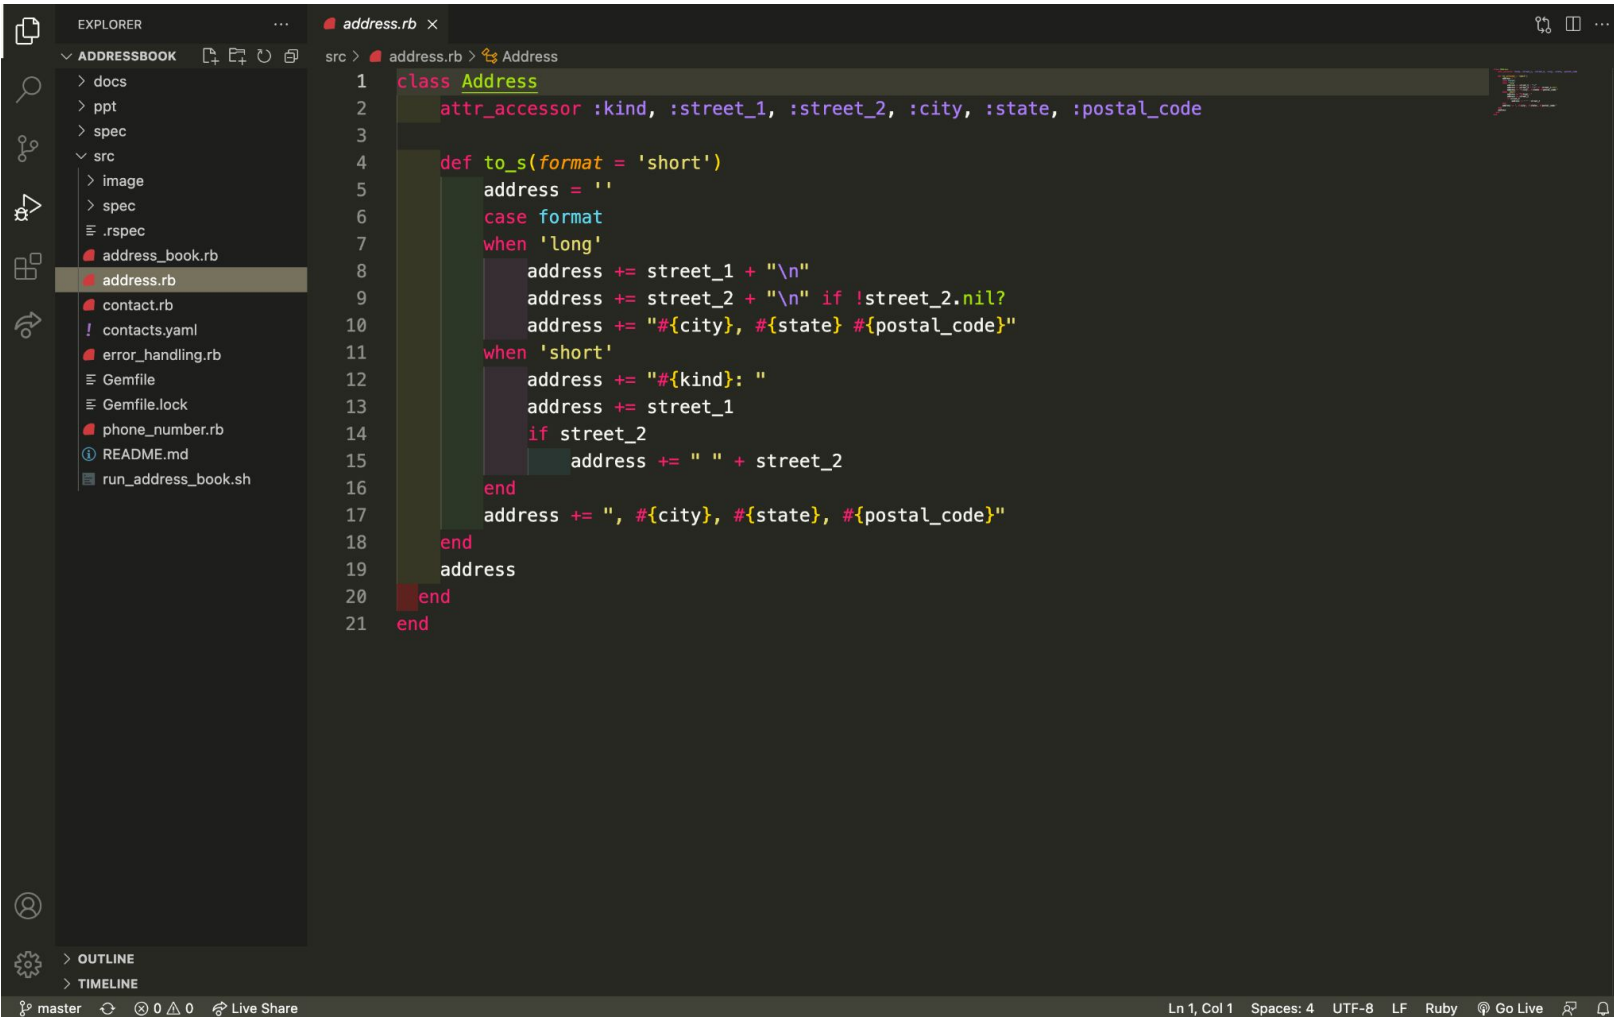 EXPLORER ...
ADDRESSBOOK
> docs
> ppt
> spec
src
> image
> spec
.rspec
address_book.rb
address.rb
contact.rb
! contacts.yaml
error_handling.rb
Gemfile
Gemfile.lock
phone_number.rb
README.md
run_address_book.sh
> OUTLINE
> TIMELINE
address.rb ×
src > address.rb > Address
1 class Address
2     attr_accessor :kind, :street_1, :street_2, :city, :state, :postal_code
3
4     def to_s(format = 'short')
5         address = ''
6         case format
7         when 'long'
8             address += street_1 + "\n"
9             address += street_2 + "\n" if !street_2.nil?
10             address += "#{city}, #{state} #{postal_code}"
11         when 'short'
12             address += "#{kind}: "
13             address += street_1
14             if street_2
15                 address += " " + street_2
16         end
17         address += ", #{city}, #{state}, #{postal_code}"
18     end
19     address
20   end
21 end
master 0 0 Live Share Ln 1, Col 1 Spaces: 4 UTF-8 LF Ruby Go Live